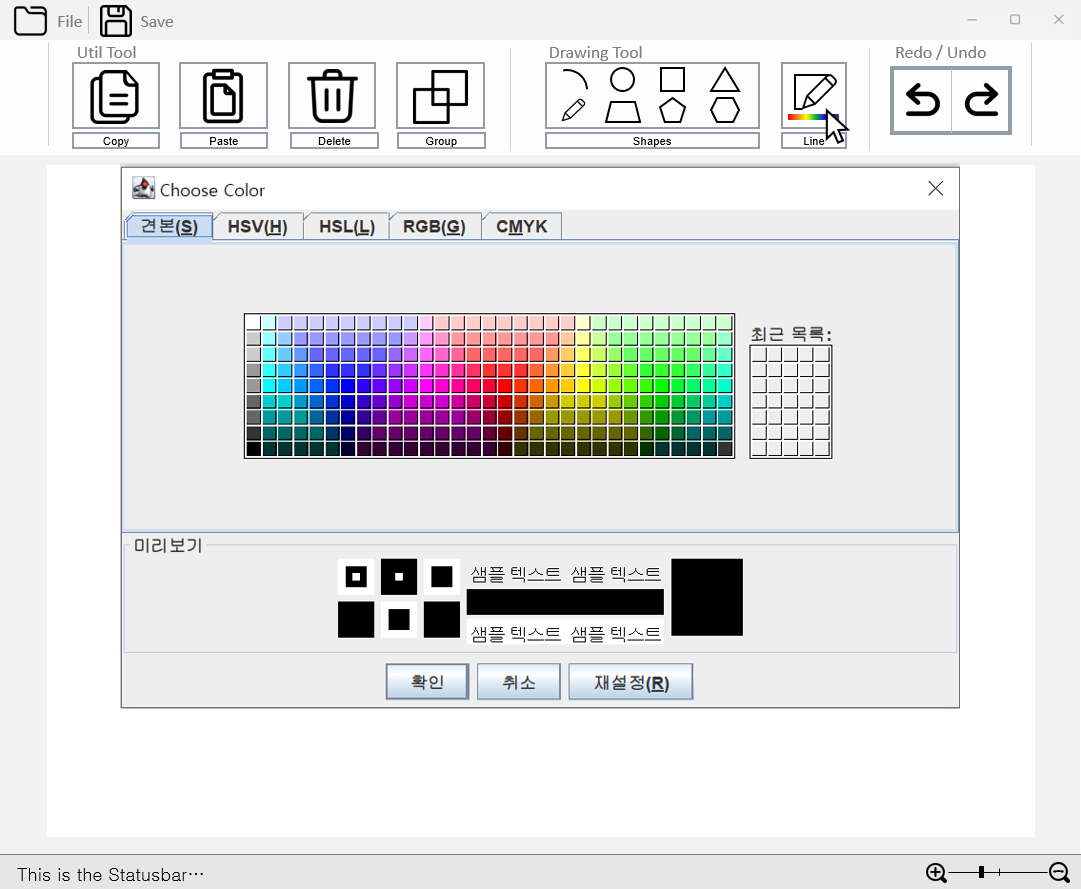 File Save
Util Tool
Drawing Tool
Redo / Undo
Copy
Paste
Delete
Group
Shapes
Line
Choose Color
견본(S) HSV(H) HSL(L) RGB(G) CMYK
최근 목록:
미리보기
샘플 텍스트 샘플 텍스트
샘플 텍스트 샘플 텍스트
확인 취소 재설정(R)
This is the Statusbar…